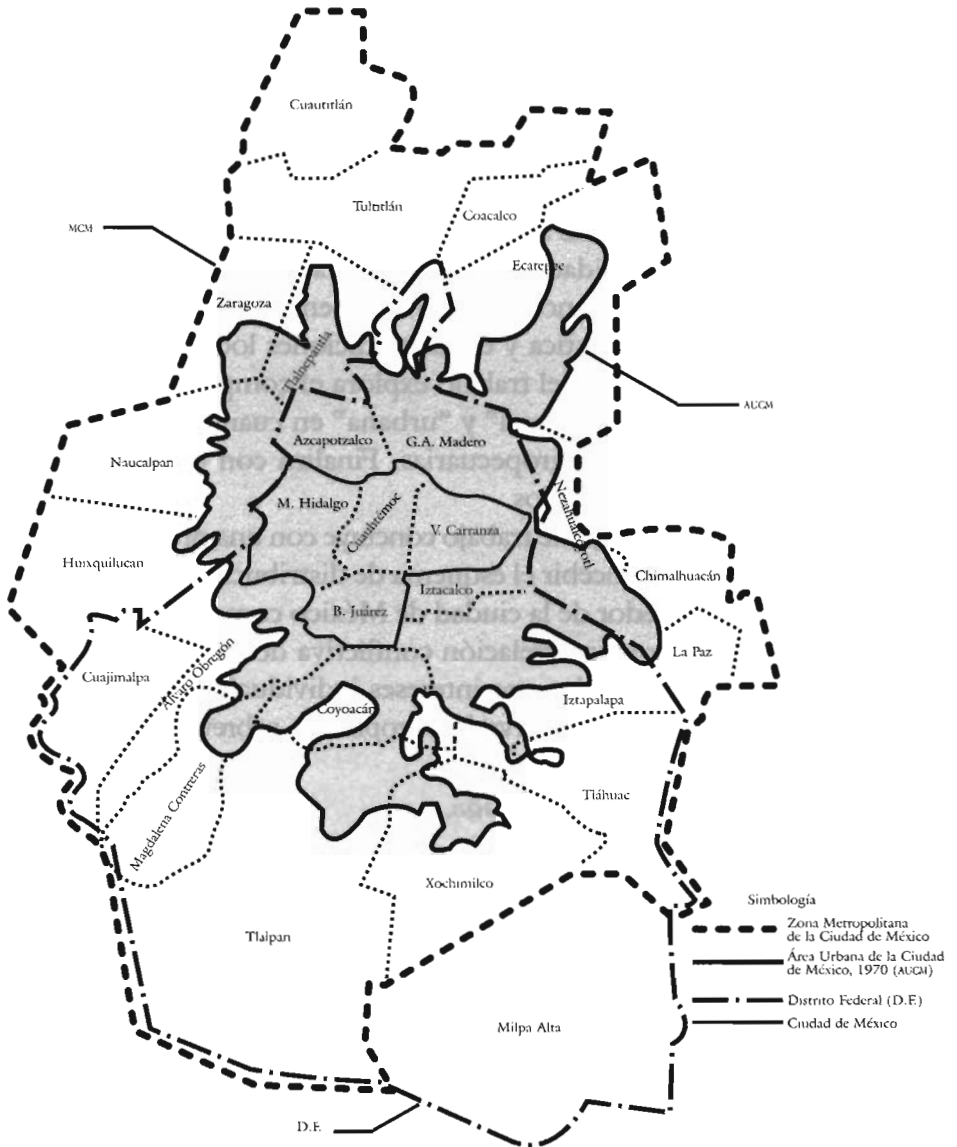 Cuautitlán
Tultitlán
Coacalco
MCM
Ecatepec
Zaragoza
Tlalnepantla
AUCM
Azcapotzalco
G.A. Madero
Naucalpan
M. Hidalgo
Cuauhtémoc
V. Carranza
Nezahualcóyotl
Huixquilucan
Chimalhuacán
Iztacalco
B. Juárez
La Paz
Cuajimalpa
Alvaro Obregón
Iztapalapa
Coyoacán
Tláhuac
Magdalena Contreras
Xochimilco
Tlalpan
Simbología
Zona Metropolitana
de la Ciudad de México
Área Urbana de la Ciudad
de México, 1970 (AUCM)
Distrito Federal (D.F.)
Ciudad de México
Milpa Alta
D.F.